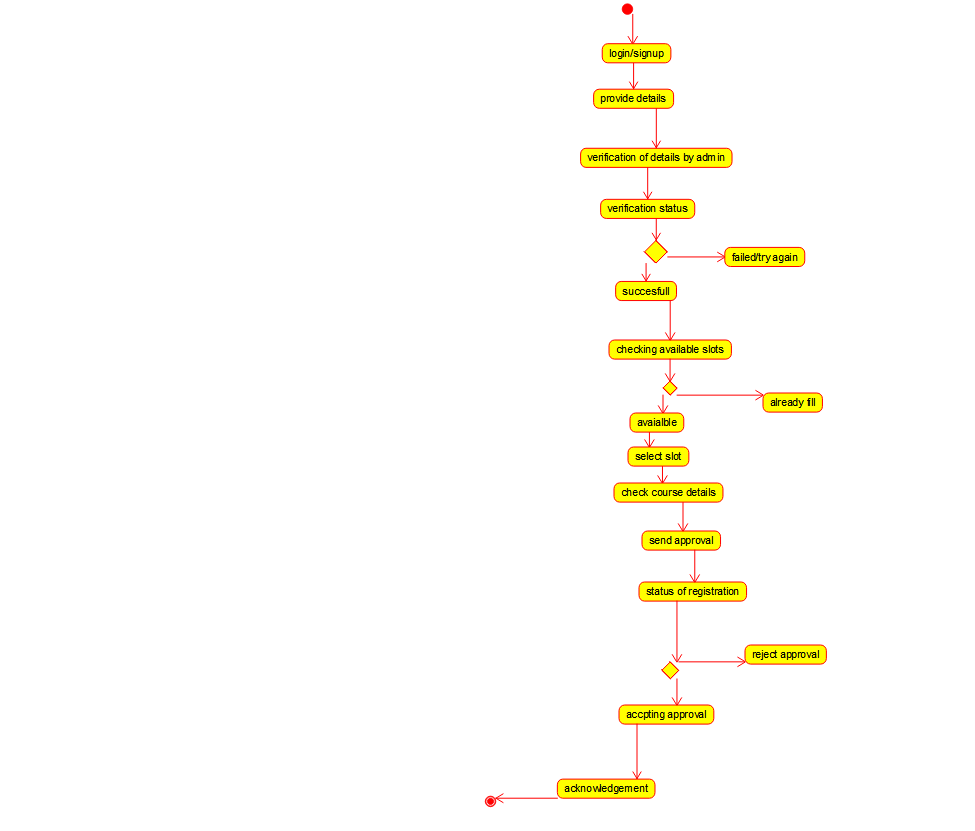 login/signup
provide details
verification of details by admin
verification status
failed/try again
succesfull
checking available slots
already fill
avaialble
select slot
check course details
send approval
status of registration
reject approval
accpting approval
acknowledgement